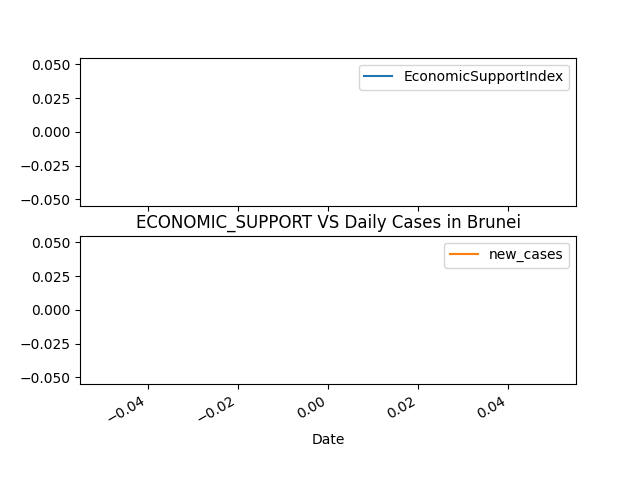 0.050
EconomicSupportIndex
0.025
0.000
−0.025
−0.050
ECONOMIC_SUPPORT VS Daily Cases in Brunei
0.050
new_cases
0.025
0.000
−0.025
−0.050
−0.04 −0.02 0.00 0.02 0.04
Date